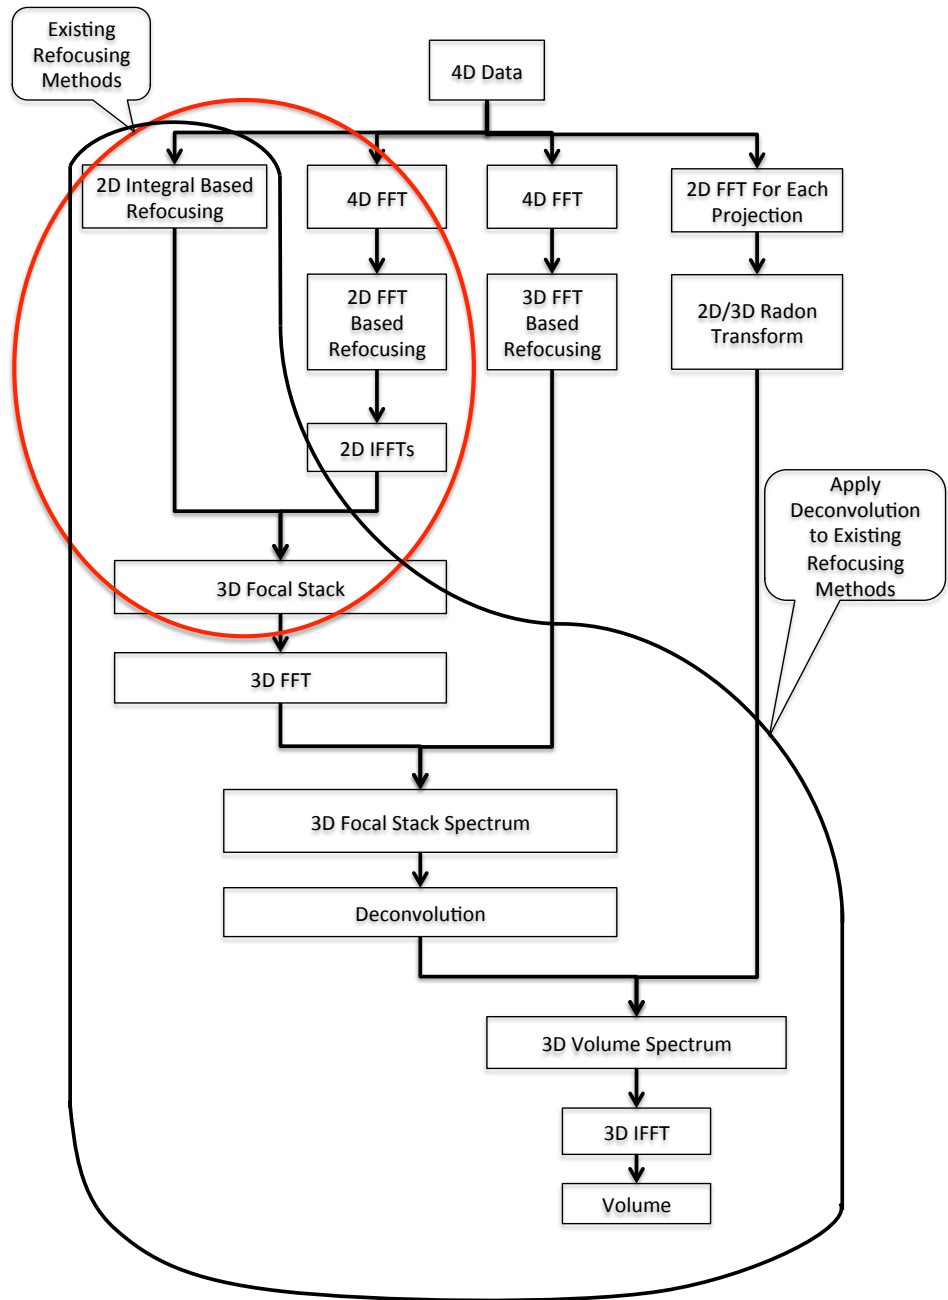 Existing
Refocusing
Methods
4D Data
2D Integral Based
Refocusing
4D FFT
4D FFT
2D FFT For Each
Projection
2D FFT
Based
Refocusing
3D FFT
Based
Refocusing
2D/3D Radon
Transform
2D IFFTs
Apply
Deconvolution
to Existing
Refocusing
Methods
3D Focal Stack
3D FFT
3D Focal Stack Spectrum
Deconvolution
3D Volume Spectrum
3D IFFT
Volume